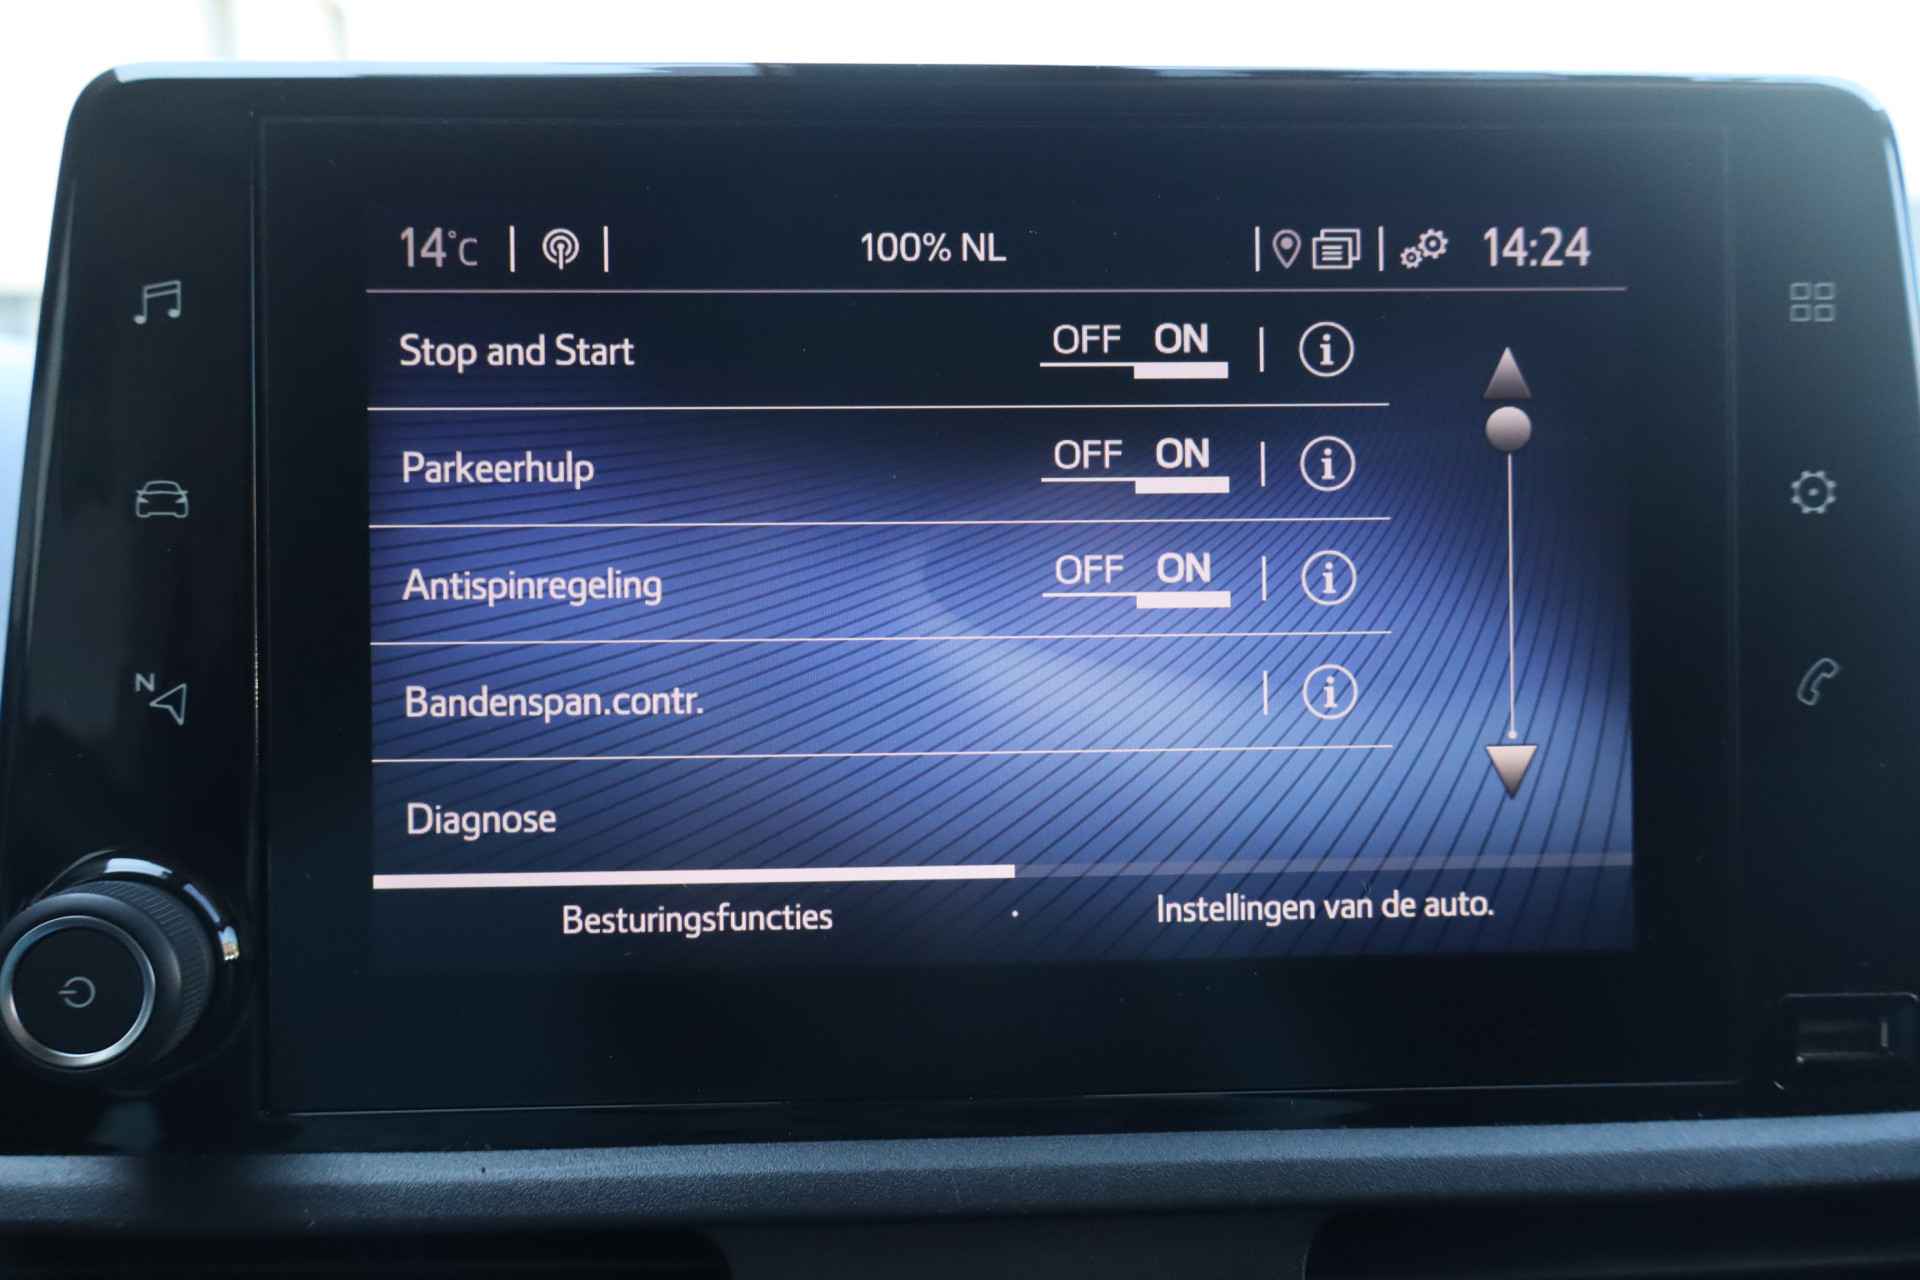 14°C 100% NL 14:24
Stop and Start OFF ON i
Parkeerhulp OFF ON i
Antispinregeling OFF ON i
Bandenspan.contr. i
N
Diagnose
Besturingsfuncties . Instellingen van de auto.